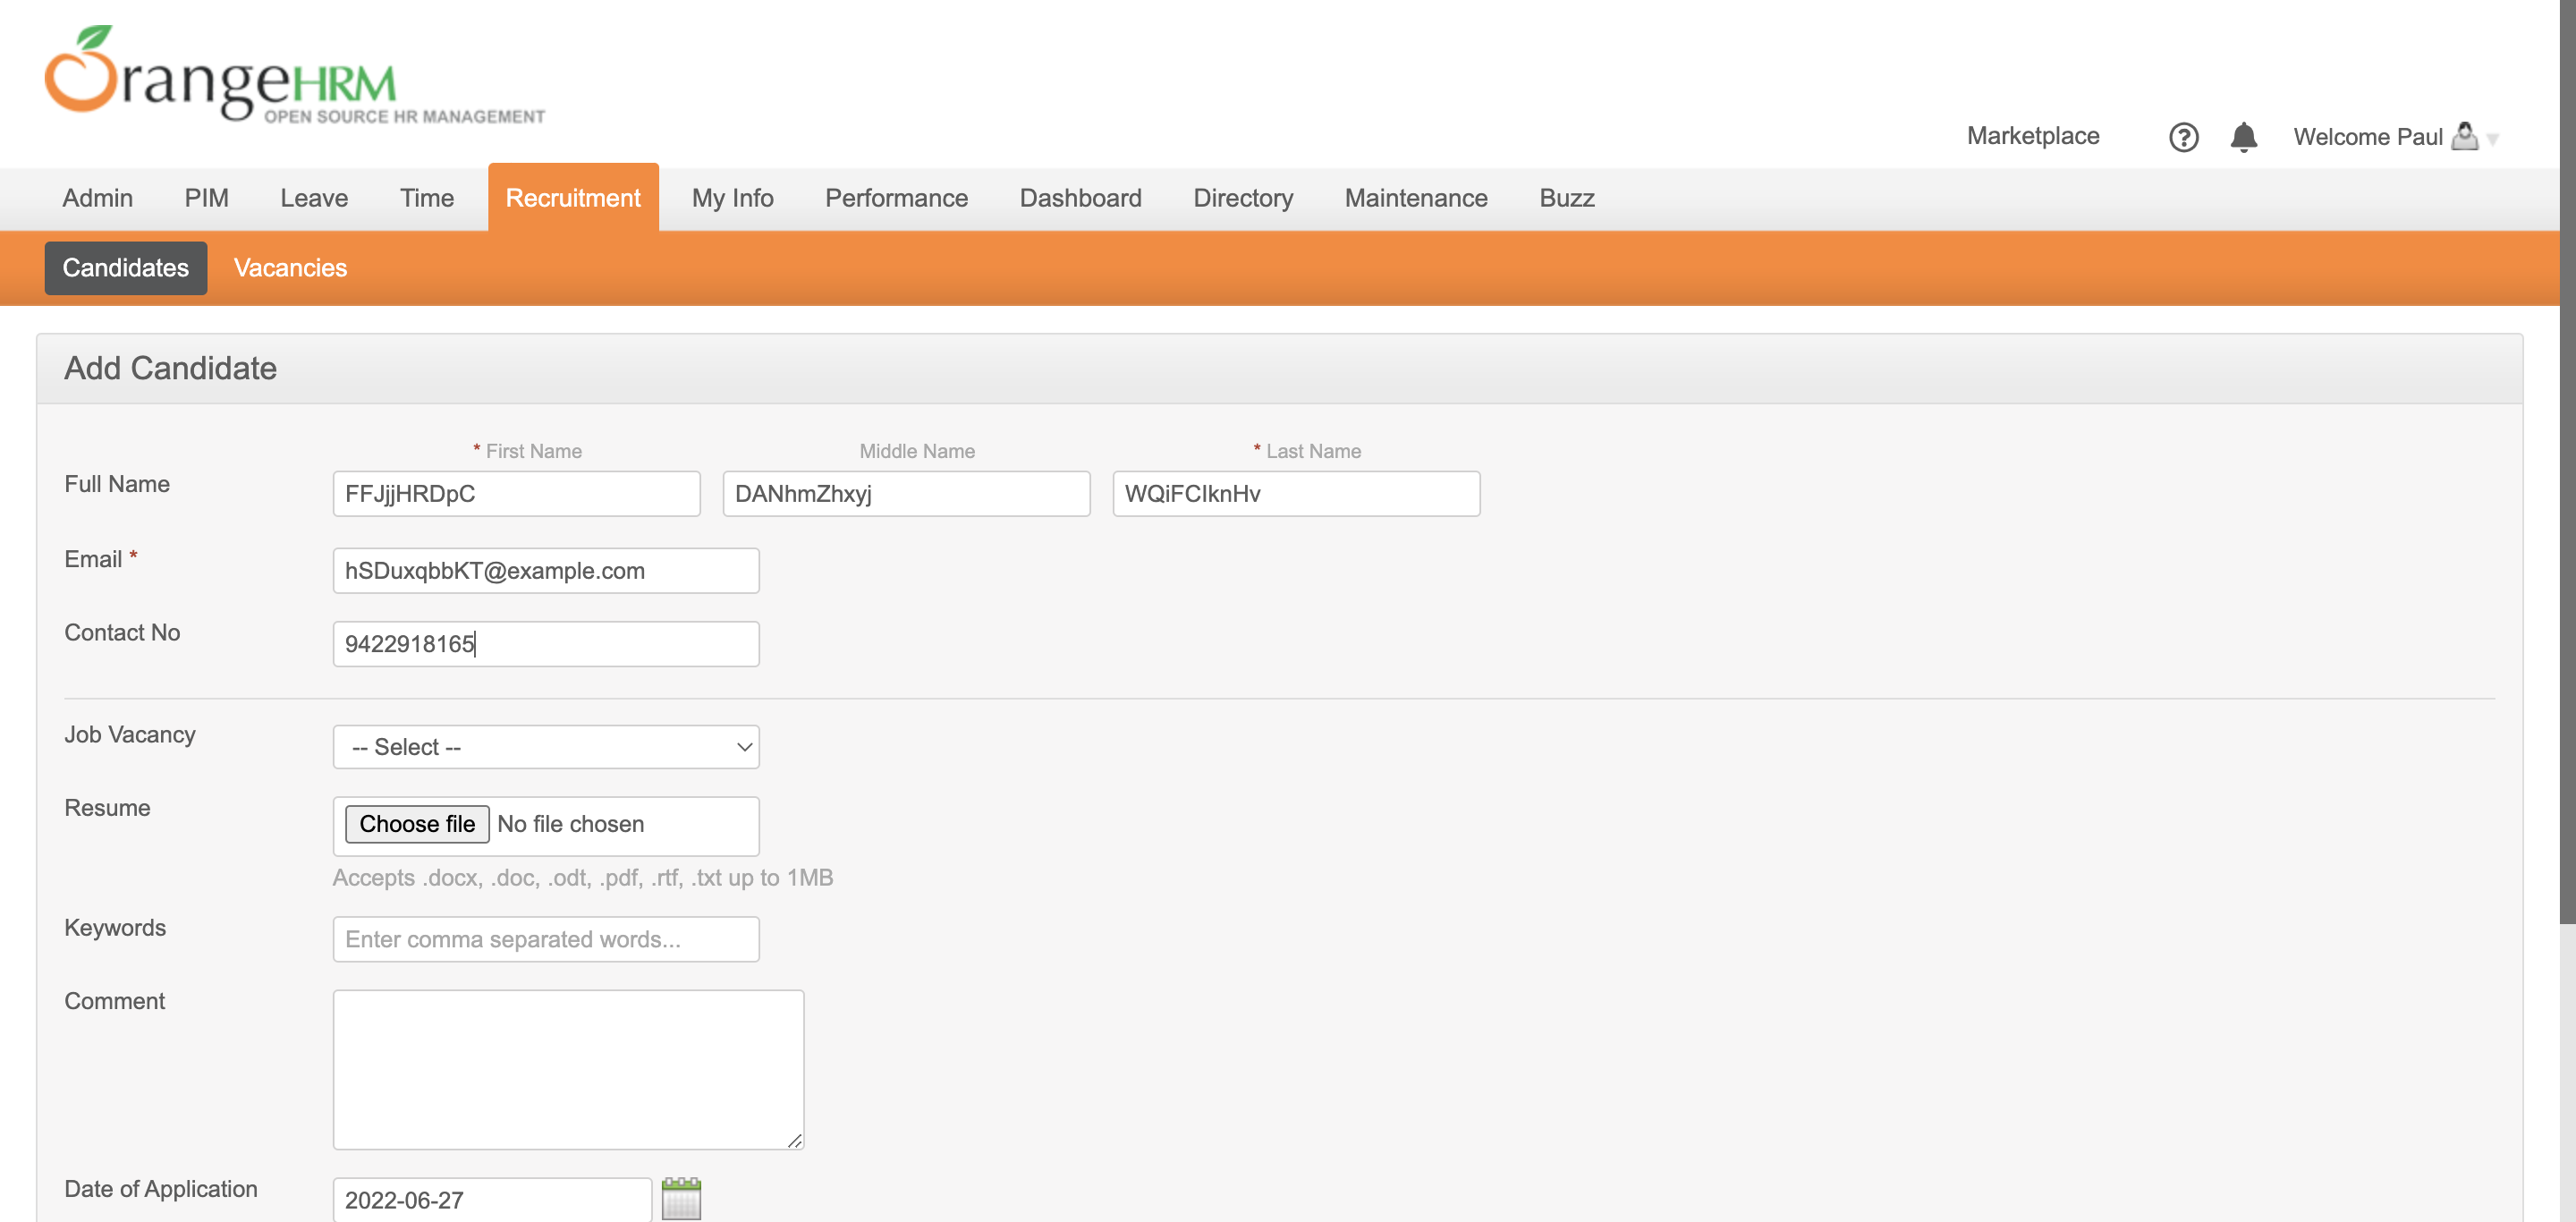 OrangeHRM
OPEN SOURCE HR MANAGEMENT
Marketplace ? Welcome Paul
Admin PIM Leave Time Recruitment My Info Performance Dashboard Directory Maintenance Buzz
Candidates Vacancies
Add Candidate
* First Name Middle Name * Last Name
Full Name FFJjjHRDpC DANhmZhxyj WQiFCIknHv
Email * hSDuxqbbKT@example.com
Contact No 9422918165
Job Vacancy -- Select --
Resume Choose file No file chosen
Accepts .docx, .doc, .odt, .pdf, .rtf, .txt up to 1MB
Keywords Enter comma separated words...
Comment
Date of Application 2022-06-27